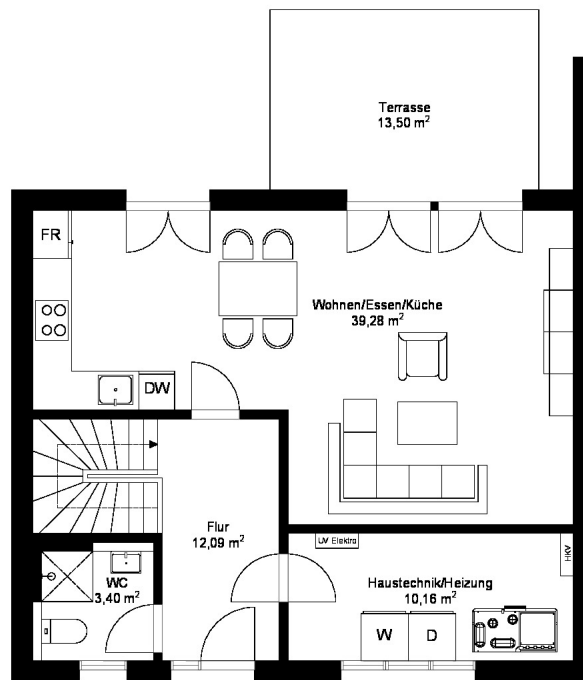 Terrasse
13,50 m²
FR
Wohnen/Essen/Küche
39,28 m²
DW
Flur
12,09 m²
UV Elektro
HKV
WC
3,40 m²
Haustechnik/Heizung
10,16 m²
W
D